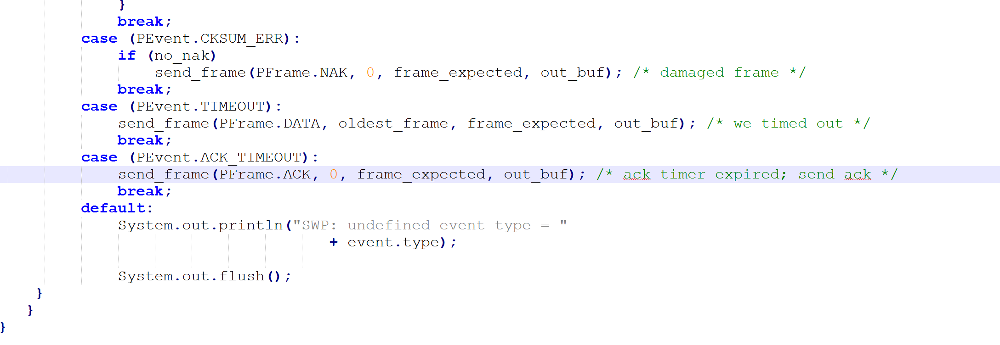 }
break;
case (PEvent.CKSUM_ERR):
if (no_nak)
send_frame(PFrame.NAK, 0, frame_expected, out_buf); /* damaged frame */
break;
case (PEvent.TIMEOUT):
send_frame(PFrame.DATA, oldest_frame, frame_expected, out_buf); /* we timed out */
break;
case (PEvent.ACK_TIMEOUT):
send_frame(PFrame.ACK, 0, frame_expected, out_buf); /* ack timer expired; send ack */
break;
default:
System.out.println("SWP: undefined event type = "
+ event.type);
System.out.flush();
}
}
}